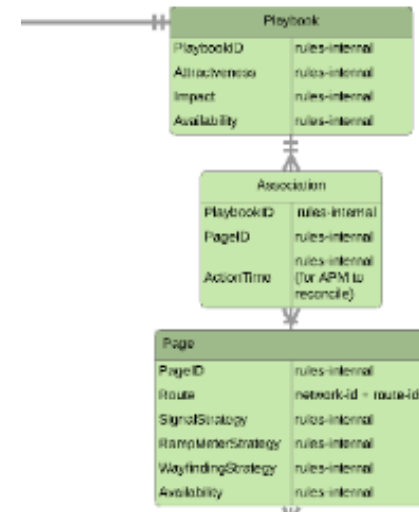 Playbook
PlaybookID rules-internal
Attractiveness rules-internal
Impact rules-internal
Availability rules-internal
Association
PlaybookID rules-internal
PageID rules-internal
ActionTime rules-internal
(for APM to
reconcile)
Page
PageID rules-internal
Route network-id + route-id
SignalStrategy rules-internal
RampMeterStrategy rules-internal
WayfindingStrategy rules-internal
Availability rules-internal